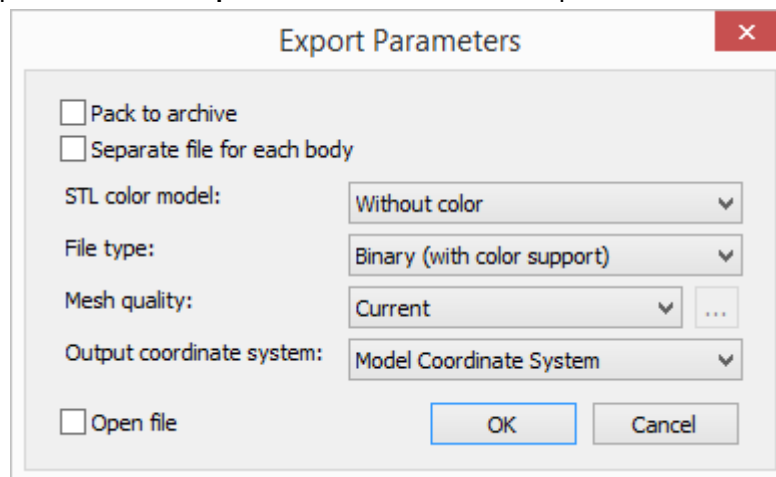 Export Parameters
Pack to archive
Separate file for each body
STL color model: Without color
File type: Binary (with color support)
Mesh quality: Current ...
Output coordinate system: Model Coordinate System
Open file OK Cancel